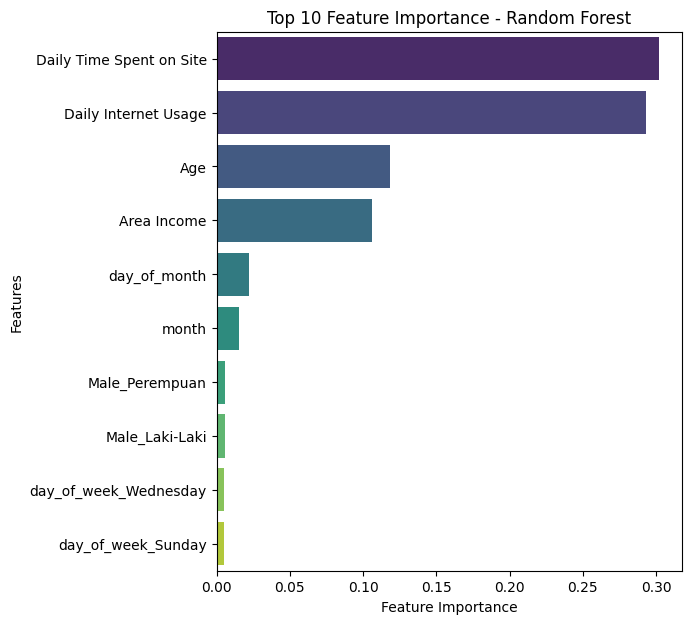 Top 10 Feature Importance - Random Forest
Daily Time Spent on Site
Daily Internet Usage
Age
Area Income
day_of_month
month
Male_Perempuan
Male_Laki-Laki
day_of_week_Wednesday
day_of_week_Sunday
Features
0.00 0.05 0.10 0.15 0.20 0.25 0.30
Feature Importance